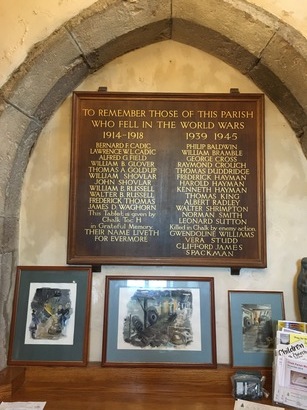 TO REMEMBER THOSE OF THIS PARISH
WHO FELL IN THE WORLD WARS
1914-1918
BERNARD F. CADIC
LAWRENCE W.L. CADIC
ALFRED G. FIELD
WILLIAM B. GLOVER
THOMAS A. GOLDUP
WILLIAM SHOVLAR
JOHN SHOVLAR
WILLIAM B. RUSSELL
WALTER B. RUSSELL
FREDERICK THOMAS
JAMES D. WAGHORN
This Tablet is given by
Chalk Toc H
in Grateful Memory.
THEIR NAME LIVETH
FOR EVERMORE
1939 1945
PHILIP BALDWIN
WILLIAM BRAMBLE
GEORGE CROSS
RAYMOND CROUGH
THOMAS DUDDRIDGE
FREDERICK HAYMAN
HAROLD HAYMAN
KENNETH HAYMAN
THOMAS KIRK
ALBERT RADLEY
WALTER SHRIMPTON
NORMAN SMITH
LEONARD SUTTON
Killed in Chalk by enemy action.
GWENDOLINE WILLIAMS
VERA STUDD
CLIFFORD JAMES
SPACKMAN
Children